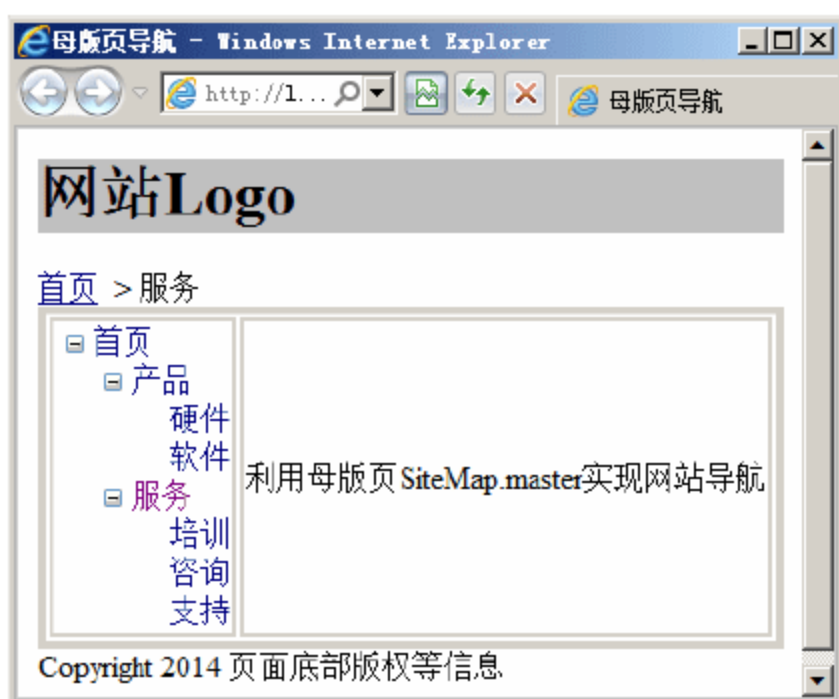 母版页导航 - Windows Internet Explorer
http://l...
母版页导航
网站Logo
首页 > 服务
首页
产品
硬件
软件
服务
培训
咨询
支持
利用母版页SiteMap.master实现网站导航
Copyright 2014 页面底部版权等信息